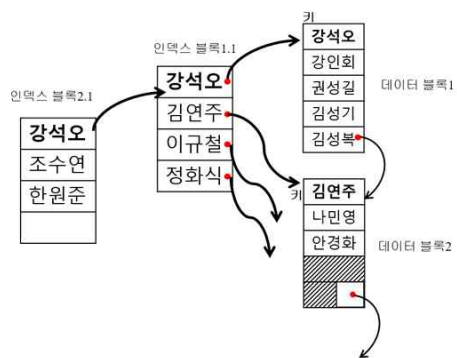 인덱스 블록2.1
강석오
조수연
한원준
인덱스 블록1.1
강석오
김연주
이규철
정화식
키
강석오
강인회
권성길
김성기
김성복
데이터 블록1
키
김연주
나민영
안경화
데이터 블록2